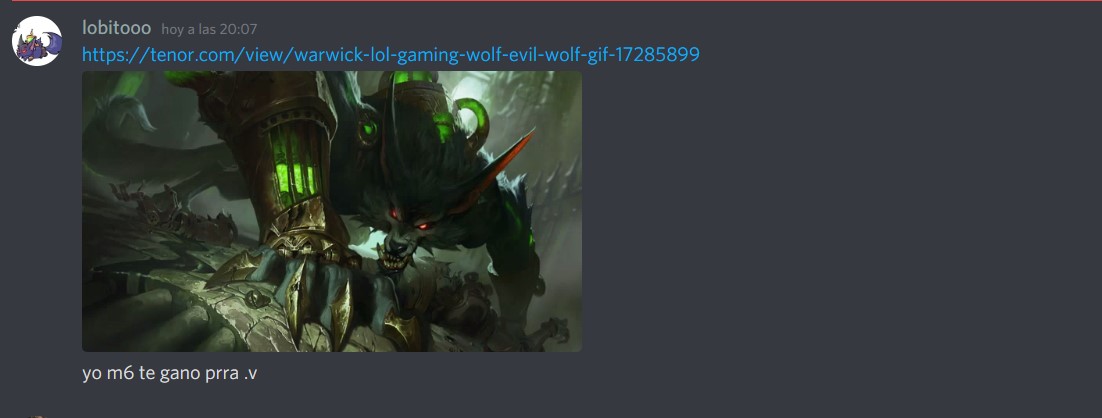 lobitooo hoy a las 20:07
https://tenor.com/view/warwick-lol-gaming-wolf-evil-wolf-gif-17285899
yo m6 te gano prra .v